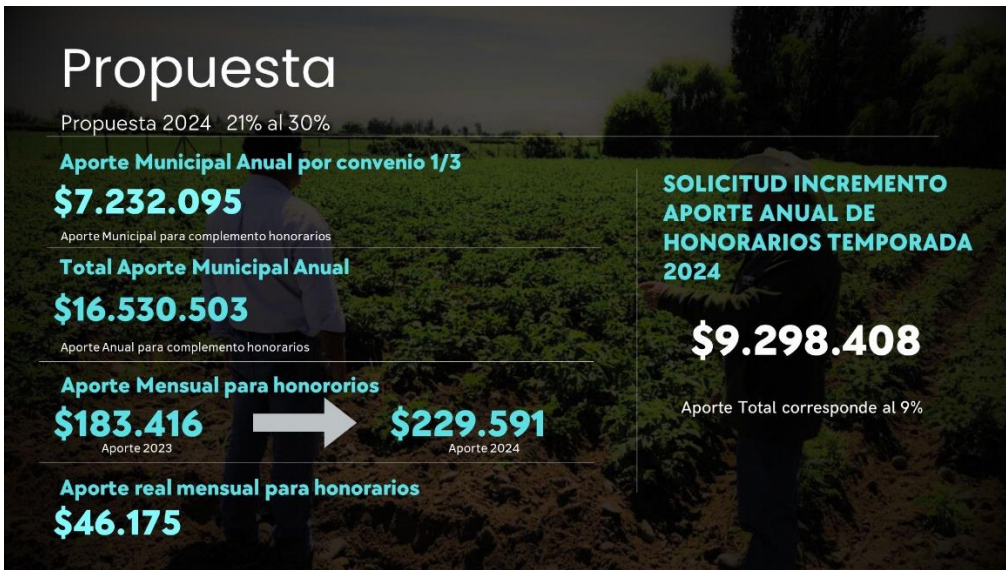 Propuesta
Propuesta 2024 21% al 30%
Aporte Municipal Anual por convenio 1/3
$7.232.095
Aporte Municipal para complemento honorarios
Total Aporte Municipal Anual
$16.530.503
Aporte Anual para complemento honorarios
Aporte Mensual para honororios
$183.416
Aporte 2023
$229.591
Aporte 2024
Aporte real mensual para honorarios
$46.175
SOLICITUD INCREMENTO
APORTE ANUAL DE
HONORARIOS TEMPORADA
2024
$9.298.408
Aporte Total corresponde al 9%